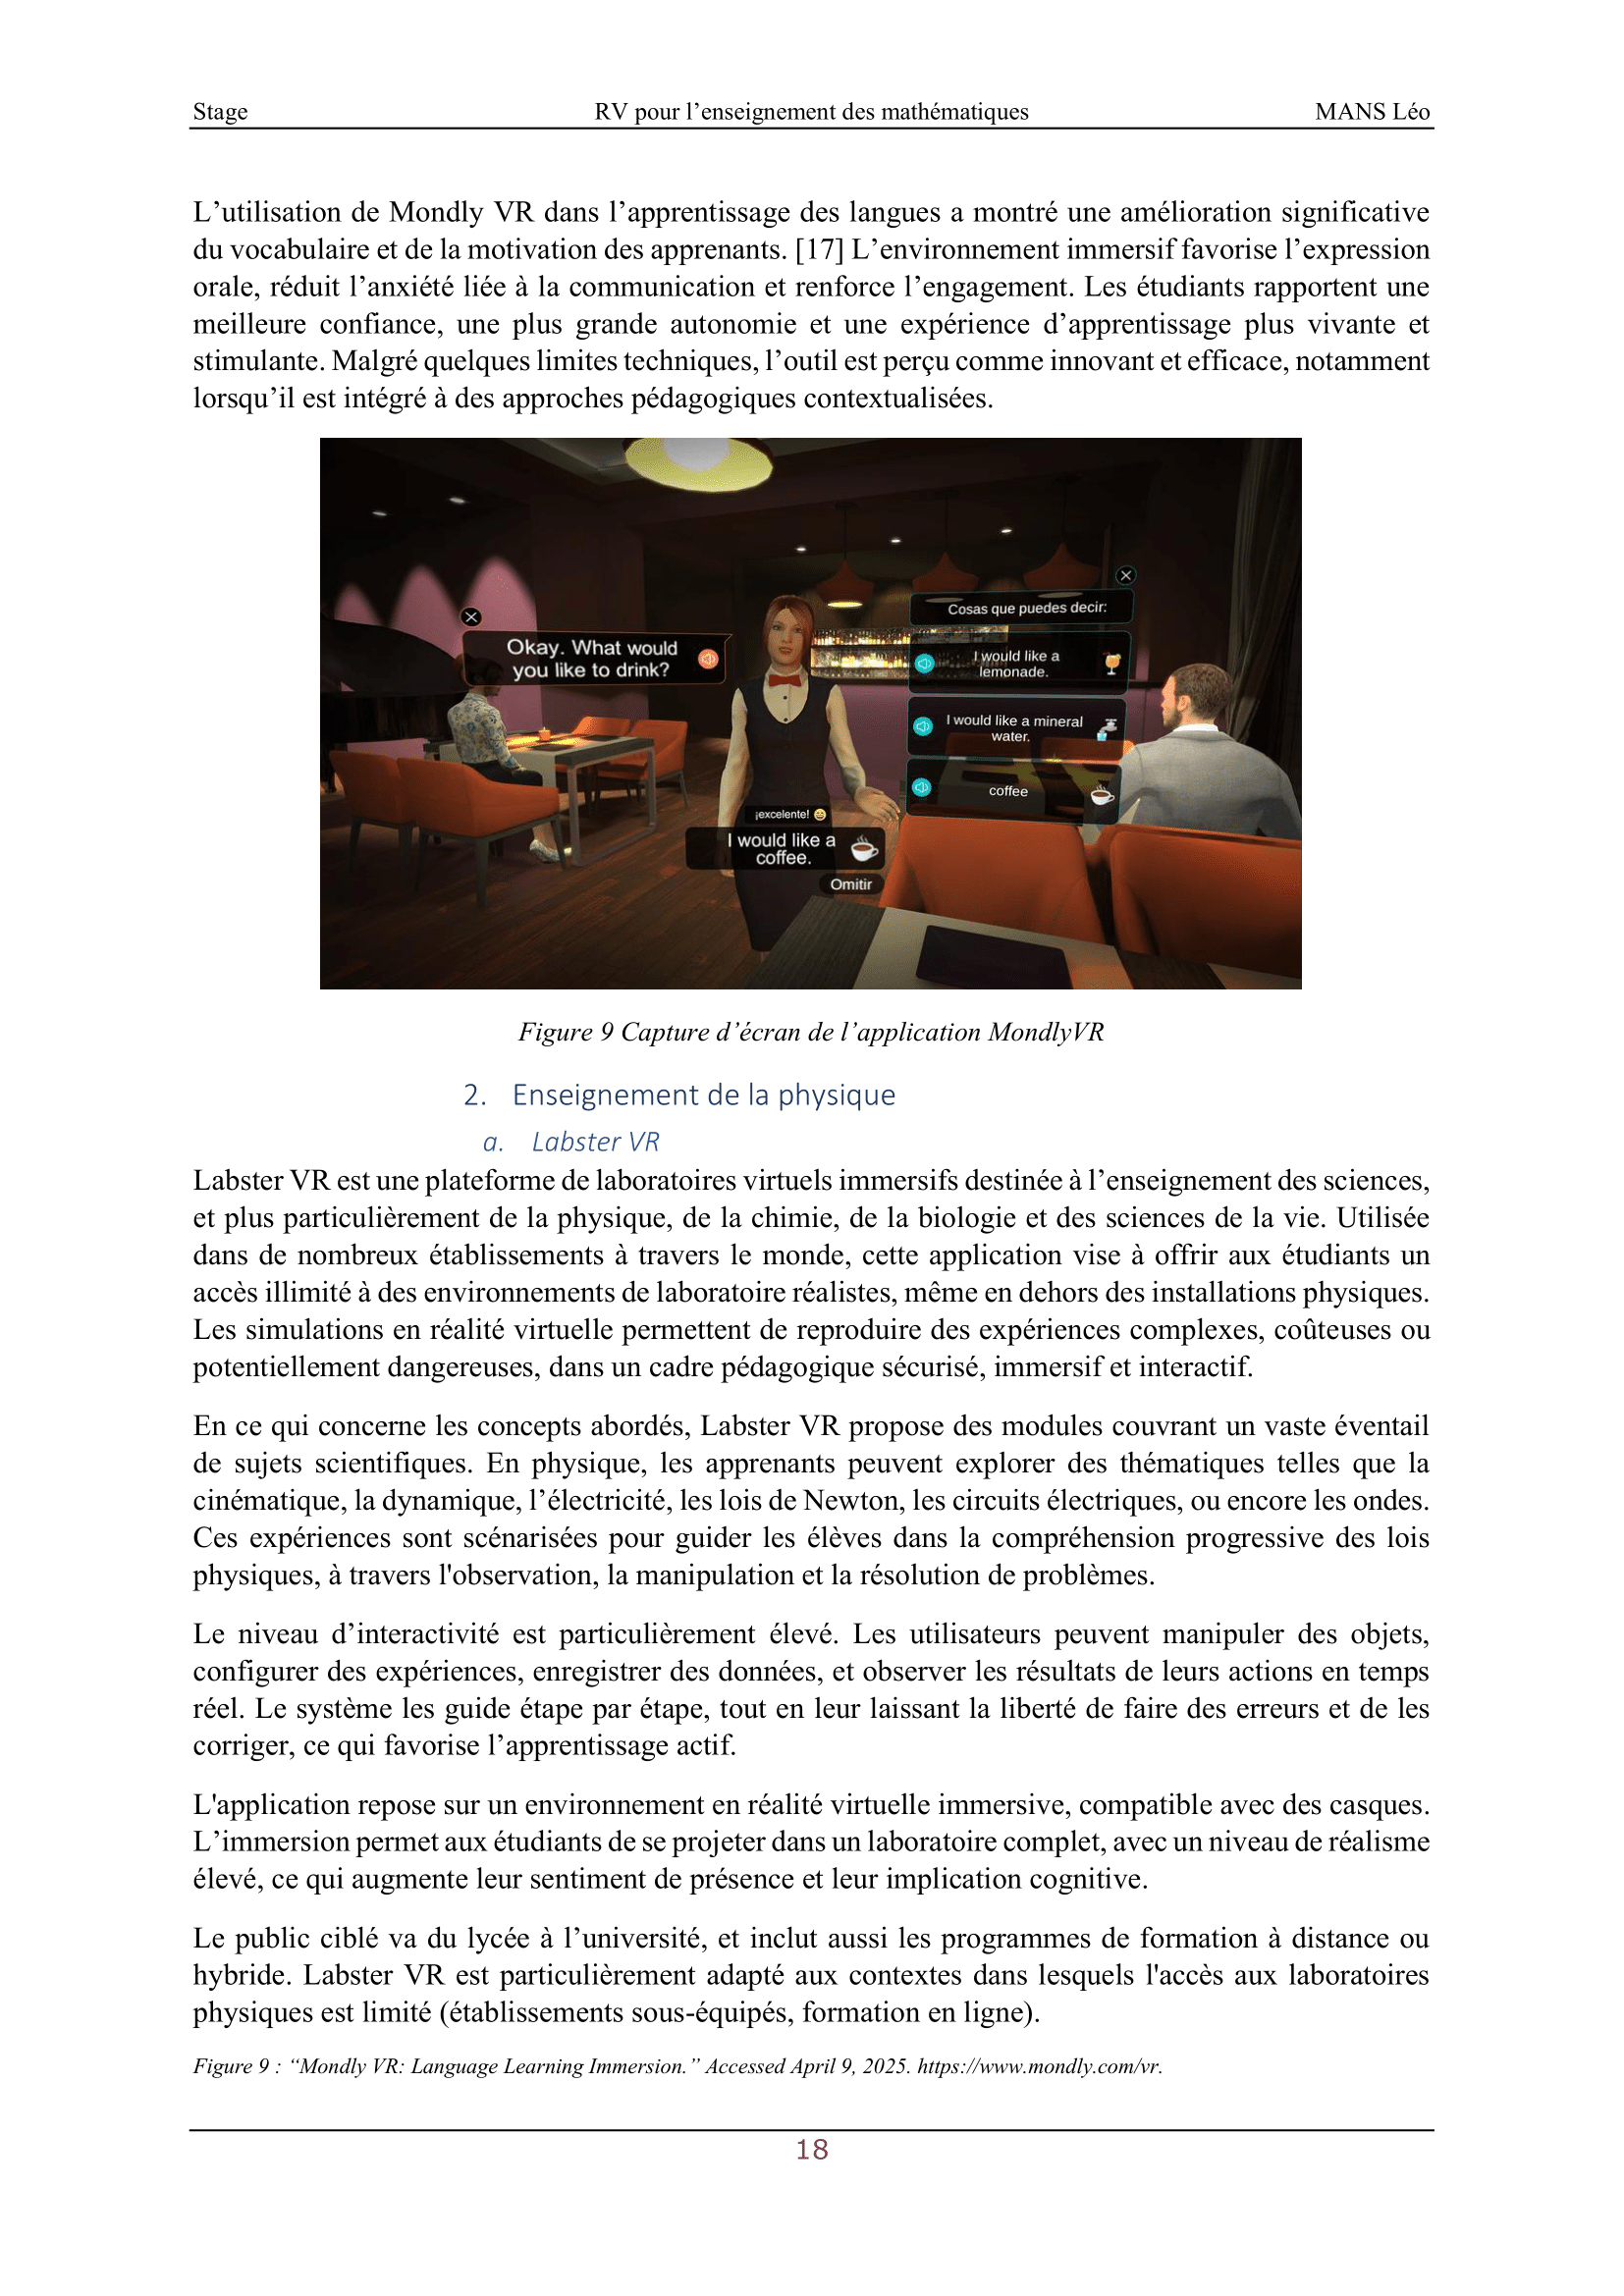 Stage RV pour l’enseignement des mathématiques MANS Léo
L’utilisation de Mondly VR dans l’apprentissage des langues a montré une amélioration significative
du vocabulaire et de la motivation des apprenants. [17] L’environnement immersif favorise l’expression
orale, réduit l’anxiété liée à la communication et renforce l’engagement. Les étudiants rapportent une
meilleure confiance, une plus grande autonomie et une expérience d’apprentissage plus vivante et
stimulante. Malgré quelques limites techniques, l’outil est perçu comme innovant et efficace, notamment
lorsqu’il est intégré à des approches pédagogiques contextualisées.
Okay. What would
you like to drink?
Cosas que puedes decir:
I would like a
lemonade.
I would like a mineral
water.
coffee
¡excelente! 😀
I would like a
coffee.
Omitir
Figure 9 Capture d’écran de l’application MondlyVR
2. Enseignement de la physique
a. Labster VR
Labster VR est une plateforme de laboratoires virtuels immersifs destinée à l’enseignement des sciences,
et plus particulièrement de la physique, de la chimie, de la biologie et des sciences de la vie. Utilisée
dans de nombreux établissements à travers le monde, cette application vise à offrir aux étudiants un
accès illimité à des environnements de laboratoire réalistes, même en dehors des installations physiques.
Les simulations en réalité virtuelle permettent de reproduire des expériences complexes, coûteuses ou
potentiellement dangereuses, dans un cadre pédagogique sécurisé, immersif et interactif.
En ce qui concerne les concepts abordés, Labster VR propose des modules couvrant un vaste éventail
de sujets scientifiques. En physique, les apprenants peuvent explorer des thématiques telles que la
cinématique, la dynamique, l’électricité, les lois de Newton, les circuits électriques, ou encore les ondes.
Ces expériences sont scénarisées pour guider les élèves dans la compréhension progressive des lois
physiques, à travers l'observation, la manipulation et la résolution de problèmes.
Le niveau d’interactivité est particulièrement élevé. Les utilisateurs peuvent manipuler des objets,
configurer des expériences, enregistrer des données, et observer les résultats de leurs actions en temps
réel. Le système les guide étape par étape, tout en leur laissant la liberté de faire des erreurs et de les
corriger, ce qui favorise l’apprentissage actif.
L'application repose sur un environnement en réalité virtuelle immersive, compatible avec des casques.
L’immersion permet aux étudiants de se projeter dans un laboratoire complet, avec un niveau de réalisme
élevé, ce qui augmente leur sentiment de présence et leur implication cognitive.
Le public ciblé va du lycée à l’université, et inclut aussi les programmes de formation à distance ou
hybride. Labster VR est particulièrement adapté aux contextes dans lesquels l'accès aux laboratoires
physiques est limité (établissements sous-équipés, formation en ligne).
Figure 9 : “Mondly VR: Language Learning Immersion.” Accessed April 9, 2025. https://www.mondly.com/vr.
18